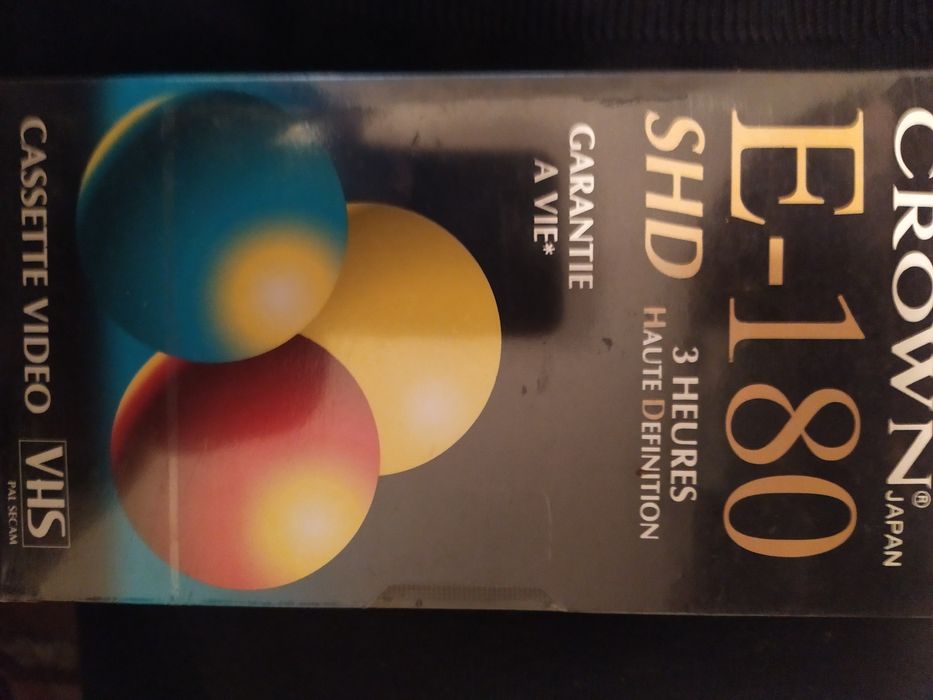 CROWN® JAPAN
E-180
SHD 3 HEURES
HAUTE DEFINITION
GARANTIE
A VIE*
CASSETTE VIDEO VHS
PAL SECAM